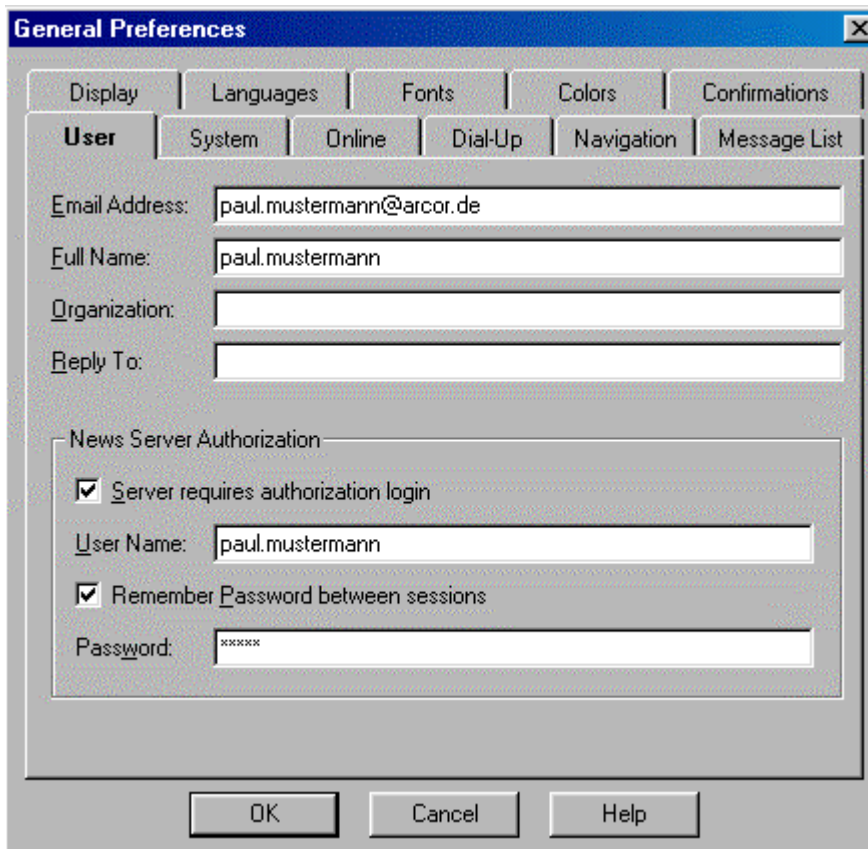 General Preferences
Display Languages Fonts Colors Confirmations
User System Online Dial-Up Navigation Message List
Email Address: paul.mustermann@arcor.de
Full Name: paul.mustermann
Organization:
Reply To:
News Server Authorization
Server requires authorization login
User Name: paul.mustermann
Remember Password between sessions
Password: *****
OK Cancel Help